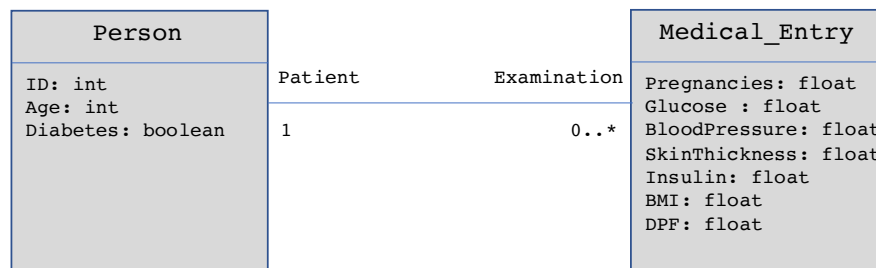 Person
ID: int
Age: int
Diabetes: boolean
Patient
Examination
1
0..*
Medical_Entry
Pregnancies: float
Glucose : float
BloodPressure: float
SkinThickness: float
Insulin: float
BMI: float
DPF: float